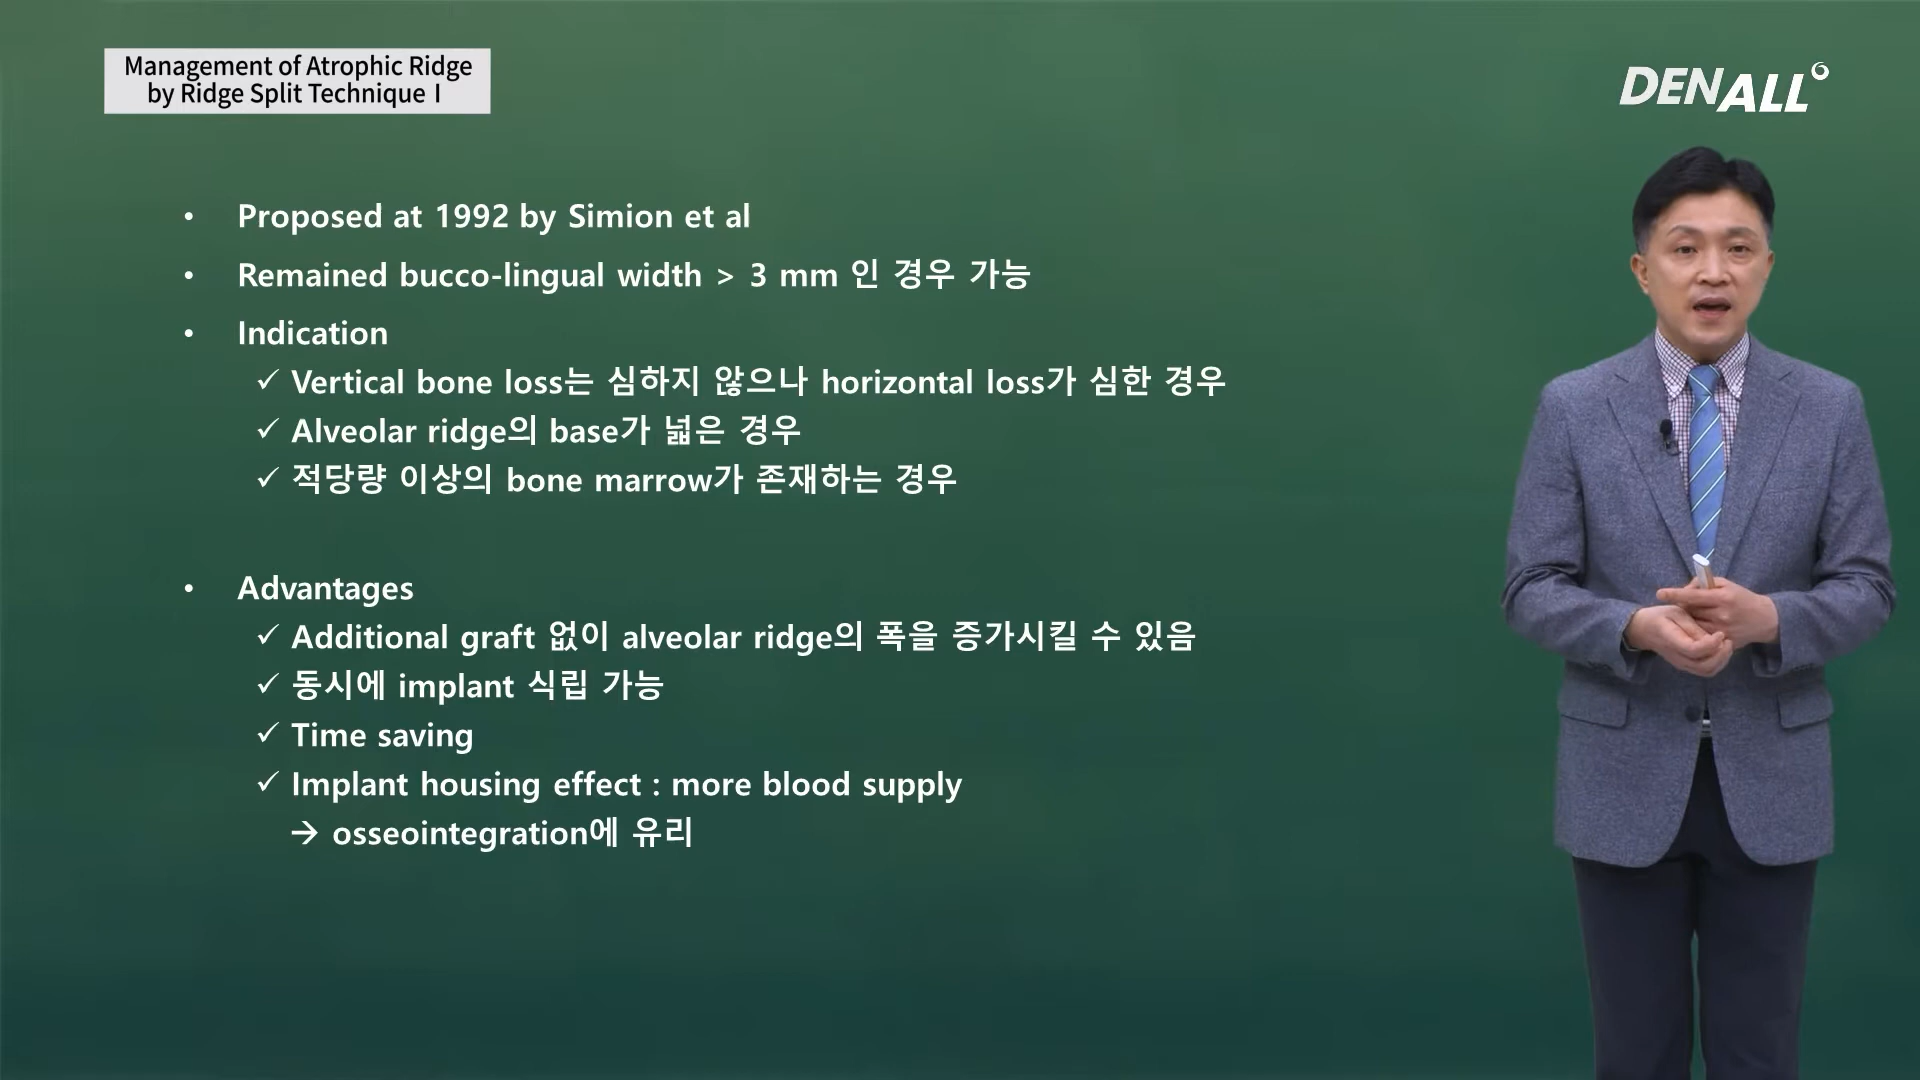 Management of Atrophic Ridge
by Ridge Split Technique Ⅰ
DENALL
• Proposed at 1992 by Simion et al
• Remained bucco-lingual width > 3 mm 인 경우 가능
• Indication
✓ Vertical bone loss는 심하지 않으나 horizontal loss가 심한 경우
✓ Alveolar ridge의 base가 넓은 경우
✓ 적당량 이상의 bone marrow가 존재하는 경우
• Advantages
✓ Additional graft 없이 alveolar ridge의 폭을 증가시킬 수 있음
✓ 동시에 implant 식립 가능
✓ Time saving
✓ Implant housing effect : more blood supply
→ osseointegration에 유리